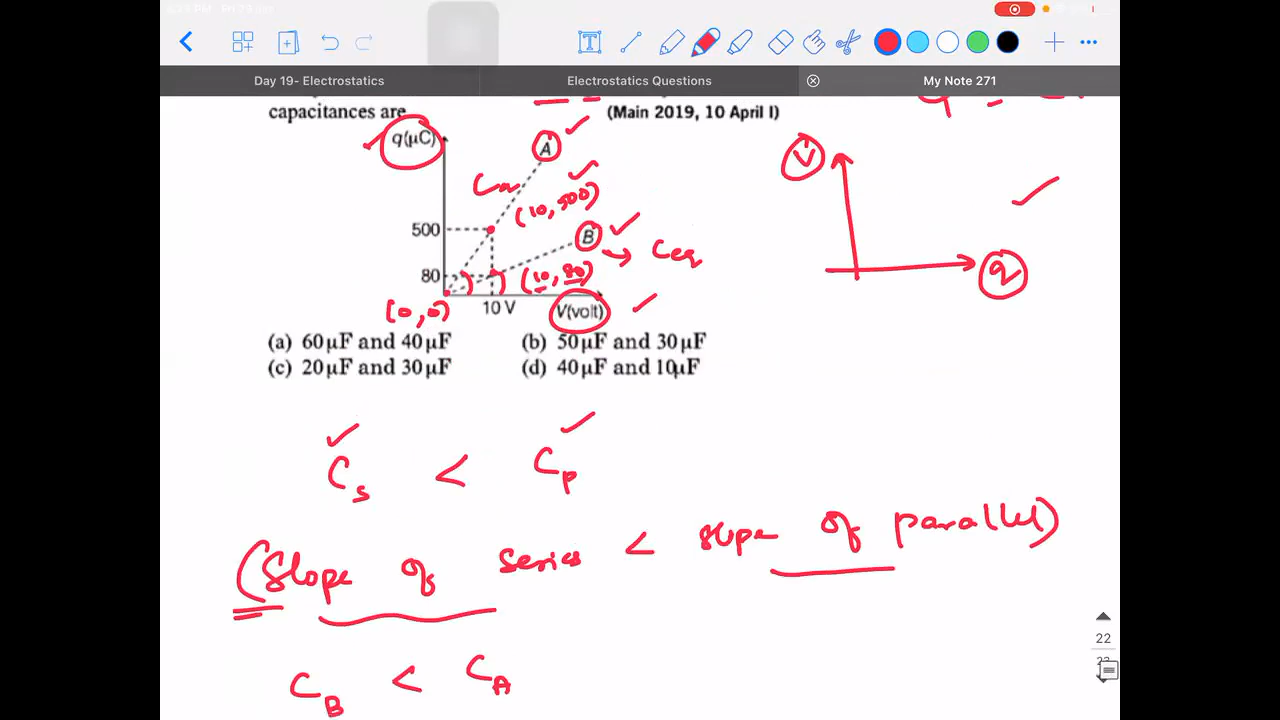 Day 19- Electrostatics
Electrostatics Questions
My Note 271
capacitances are
(Main 2019, 10 April I)
q(μC)
A
V
(10, 500)
500
B
Ceq
80
(10, 80)
q
(0, 0)
10 V
V(volt)
(a) 60μF and 40μF
(b) 50μF and 30μF
(c) 20μF and 30μF
(d) 40μF and 10μF
Cs < Cp
(Slope of series < slope of parallel)
CB < CA
22